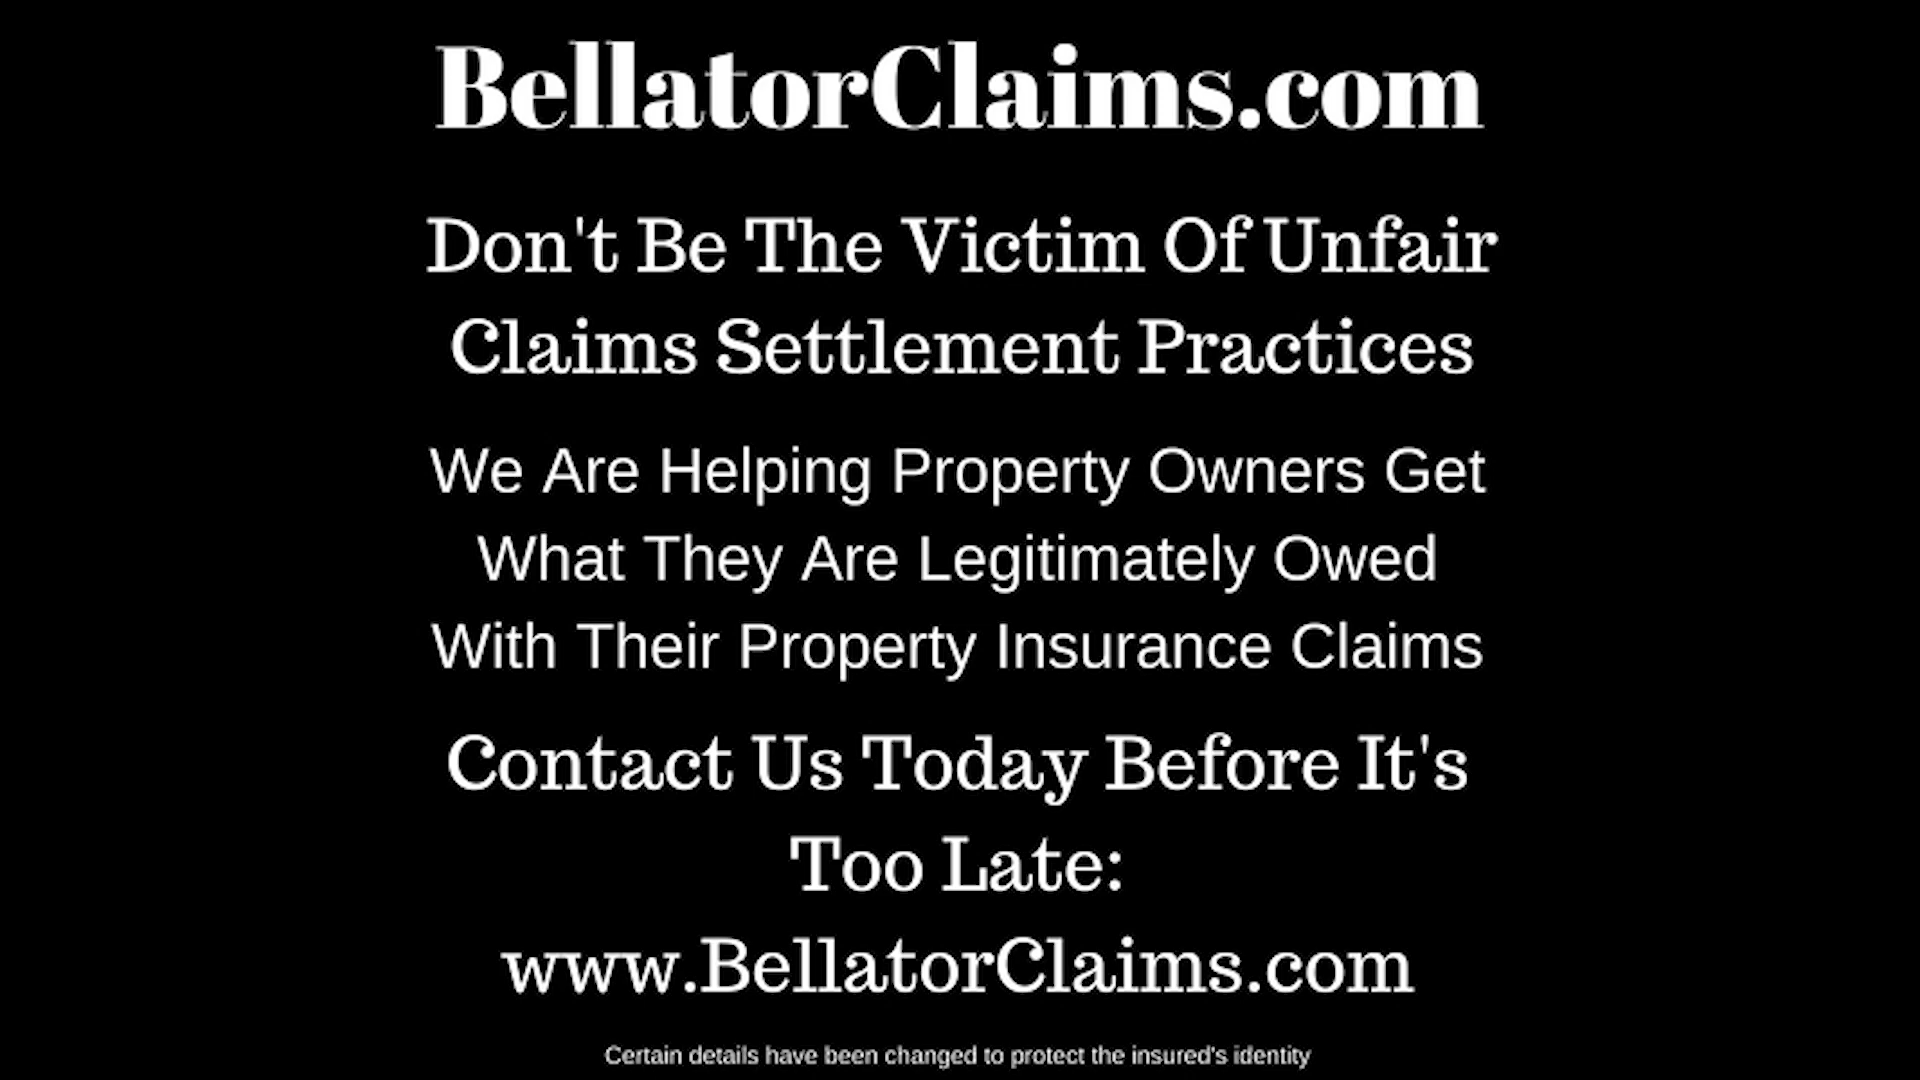 BellatorClaims.com
Don't Be The Victim Of Unfair
Claims Settlement Practices
We Are Helping Property Owners Get
What They Are Legitimately Owed
With Their Property Insurance Claims
Contact Us Today Before It's
Too Late:
www.BellatorClaims.com
Certain details have been changed to protect the insured's identity